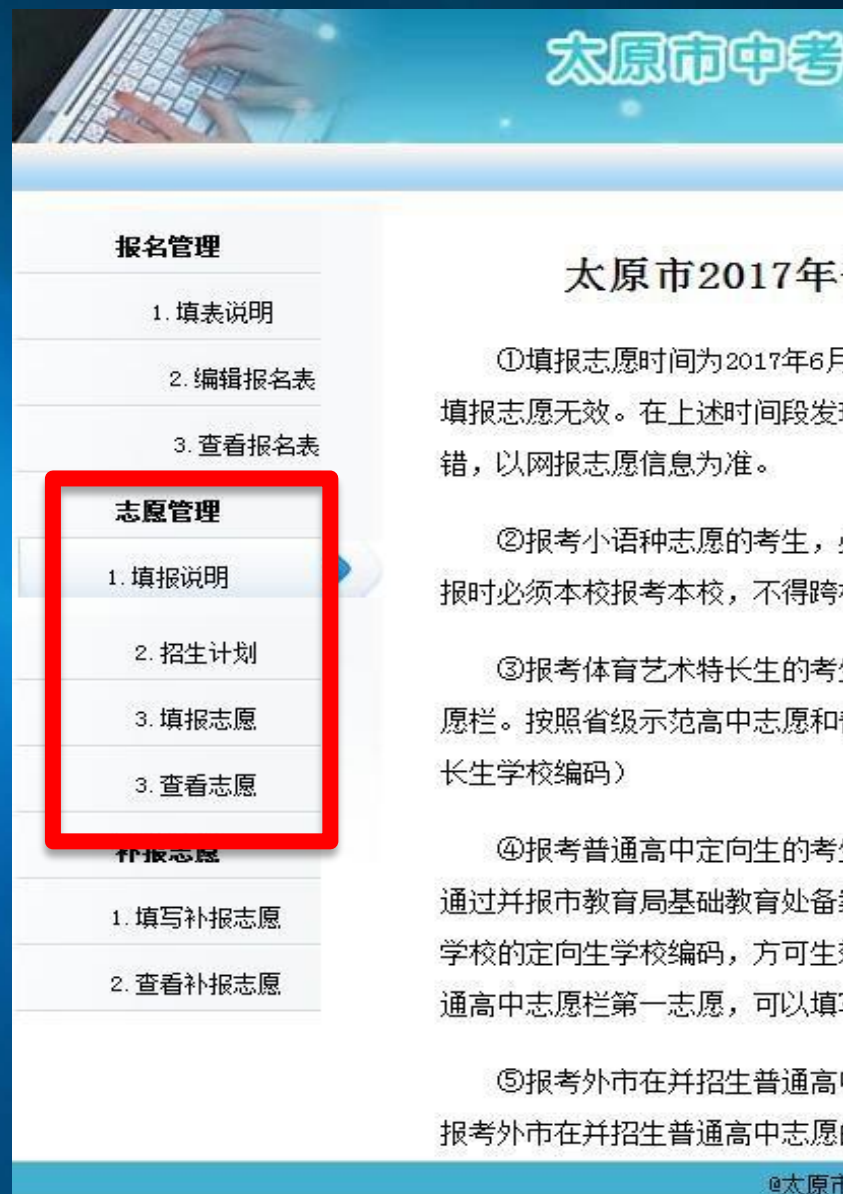 太原市中考
报名管理
1.填表说明
2.编辑报名表
3.查看报名表
志愿管理
1.填报说明
2.招生计划
3.填报志愿
3.查看志愿
补报志愿
1.填写补报志愿
2.查看补报志愿
太原市2017年
①填报志愿时间为2017年6月
填报志愿无效。在上述时间段发
错，以网报志愿信息为准。
②报考小语种志愿的考生，
报时必须本校报考本校，不得跨
③报考体育艺术特长生的考生
愿栏。按照省级示范高中志愿和
长生学校编码）
④报考普通高中定向生的考生
通过并报市教育局基础教育处备
学校的定向生学校编码，方可生
通高中志愿栏第一志愿，可以填
⑤报考外市在并招生普通高中
报考外市在并招生普通高中志愿
@太原市